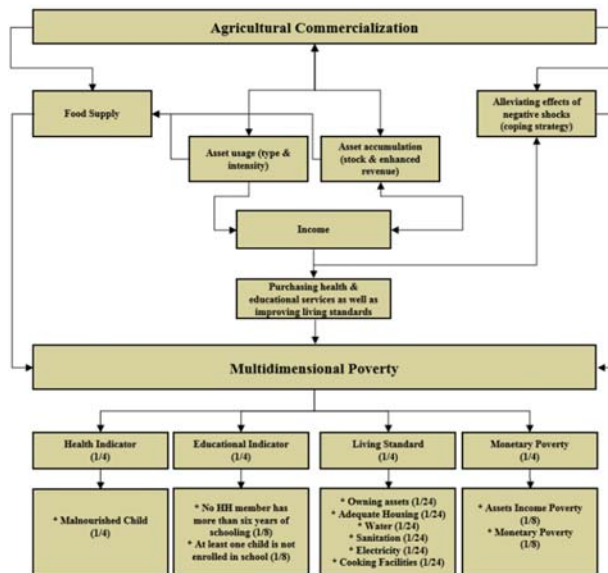 Agricultural Commercialization
Food Supply
Alleviating effects of
negative shocks
(coping strategy)
Asset usage (type &
intensity)
Asset accumulation
(stock & enhanced
revenue)
Income
Purchasing health &
educational services as well as
improving living standards
Multidimensional Poverty
Health Indicator
(1/4)
Educational Indicator
(1/4)
Living Standard
(1/4)
Monetary Poverty
(1/4)
* Malnourished Child
(1/4)
* No HH member has
more than six years of
schooling (1/8)
* At least one child is not
enrolled in school (1/8)
* Owning assets (1/24)
* Adequate Housing (1/24)
* Water (1/24)
* Sanitation (1/24)
* Electricity (1/24)
* Cooking Facilities (1/24)
* Assets Income Poverty
(1/8)
* Monetary Poverty
(1/8)